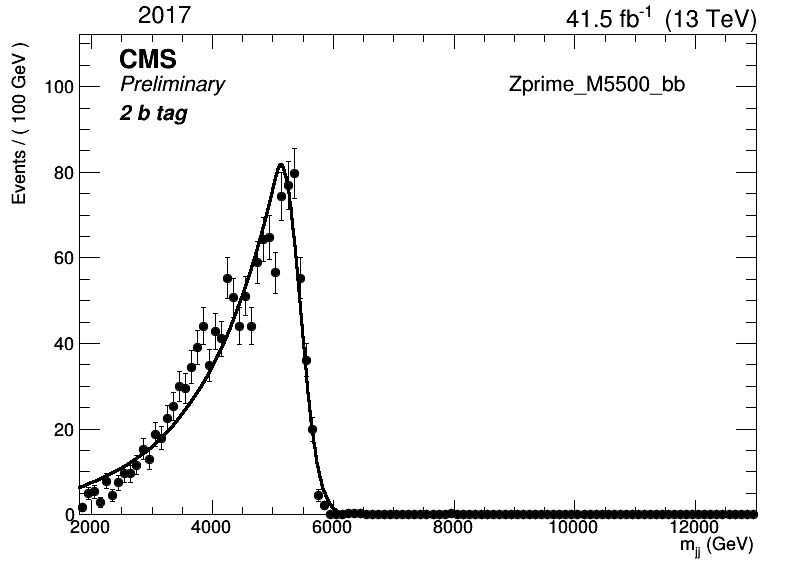 2017
41.5 fb-1 (13 TeV)
CMS
Preliminary
2 b tag
Zprime_M5500_bb
Events / ( 100 GeV )
100
80
60
40
20
0
2000 4000 6000 8000 10000 12000
mjj (GeV)